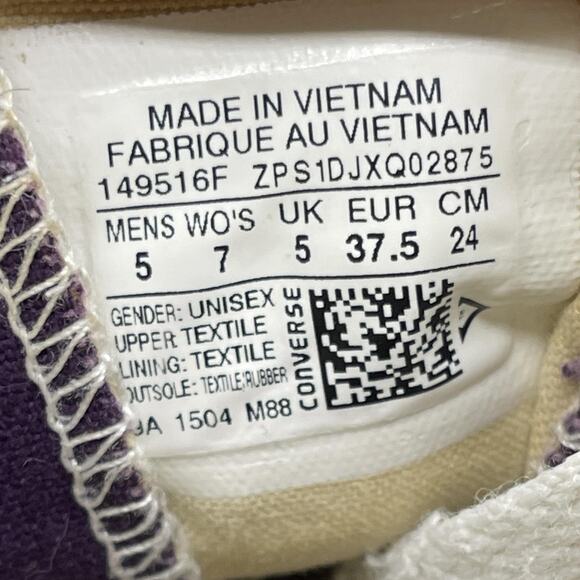 MADE IN VIETNAM
FABRIQUE AU VIETNAM
149516F ZPS1DJXQ02875
MENS WO'S UK EUR CM
5 7 5 37.5 24
GENDER: UNISEX
UPPER: TEXTILE
LINING: TEXTILE
OUTSOLE: TEXTILE;RUBBER
1504 M88
CONVERSE